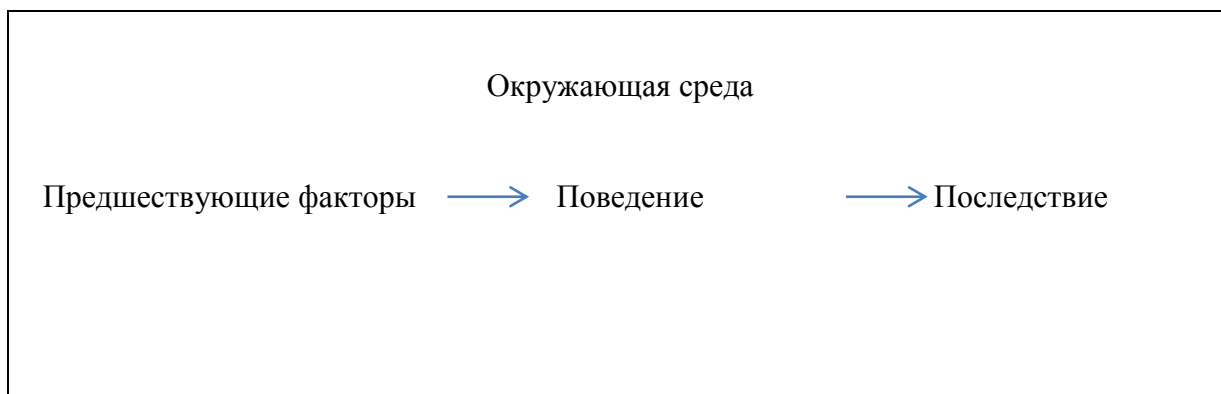 Окружающая среда
Предшествующие факторы Поведение Последствие